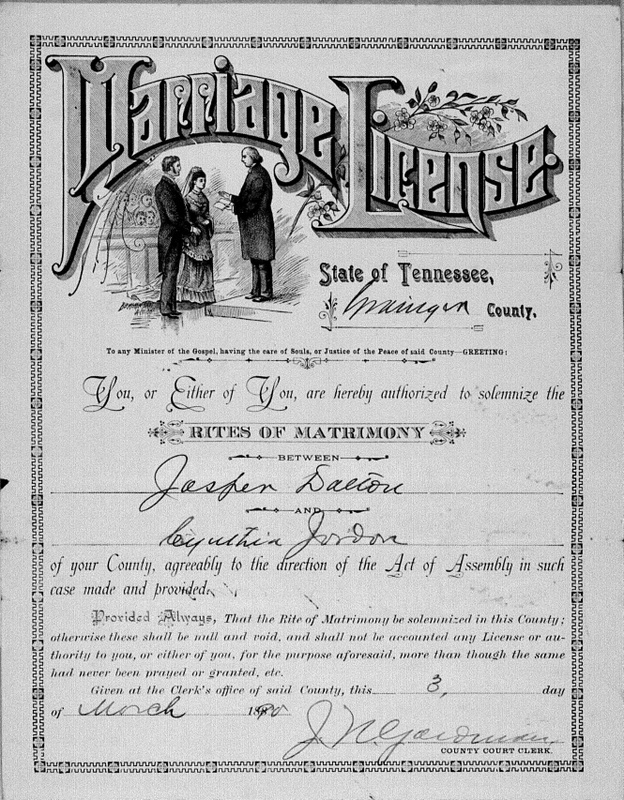 Marriage License.
State of Tennessee,
Grainger County.
To any Minister of the Gospel, having the care of Souls, or Justice of the Peace of said County—GREETING:
You, or Either of You, are hereby authorized to solemnize the
RITES OF MATRIMONY
BETWEEN
Jasper Dalton
AND
Cynthia Jordon
of your County, agreeably to the direction of the Act of Assembly in such
case made and provided.
Provided Always, That the Rite of Matrimony be solemnized in this County;
otherwise these shall be null and void, and shall not be accounted any License or au-
thority to you, or either of you, for the purpose aforesaid, more than though the same
had never been prayed or granted, etc.
Given at the Clerk's office of said County, this 3, day
of March
J. N.
COUNTY COURT CLERK.